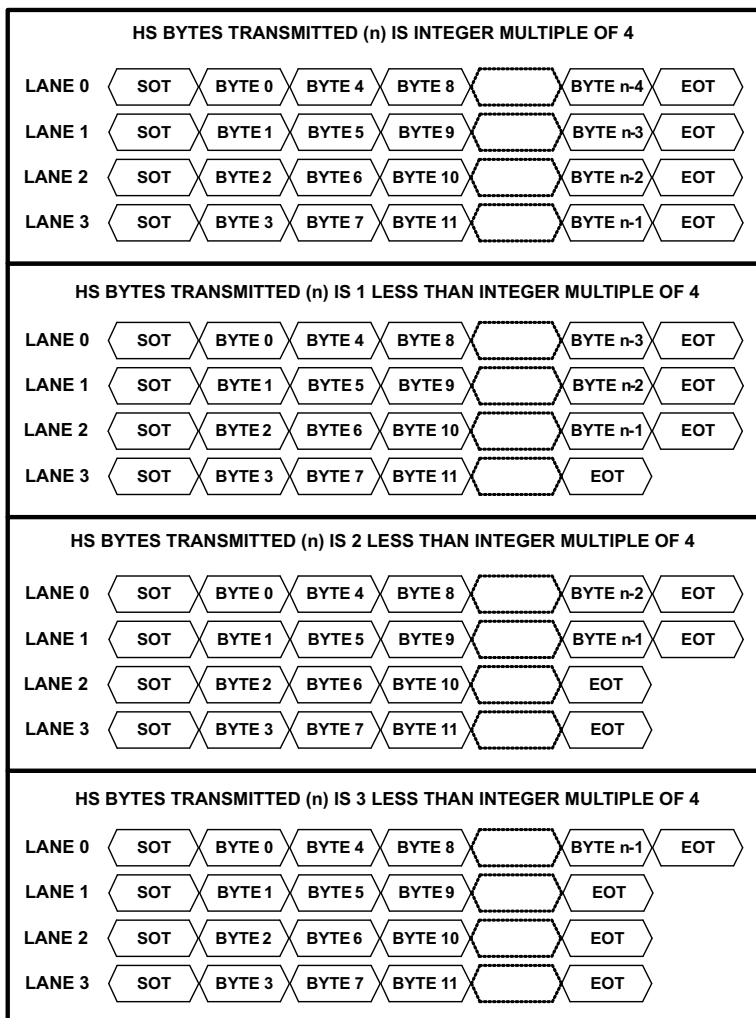 HS BYTES TRANSMITTED (n) IS INTEGER MULTIPLE OF 4
LANE 0 SOT BYTE 0 BYTE 4 BYTE 8 BYTE n-4 EOT
LANE 1 SOT BYTE 1 BYTE 5 BYTE 9 BYTE n-3 EOT
LANE 2 SOT BYTE 2 BYTE 6 BYTE 10 BYTE n-2 EOT
LANE 3 SOT BYTE 3 BYTE 7 BYTE 11 BYTE n-1 EOT
HS BYTES TRANSMITTED (n) IS 1 LESS THAN INTEGER MULTIPLE OF 4
LANE 0 SOT BYTE 0 BYTE 4 BYTE 8 BYTE n-3 EOT
LANE 1 SOT BYTE 1 BYTE 5 BYTE 9 BYTE n-2 EOT
LANE 2 SOT BYTE 2 BYTE 6 BYTE 10 BYTE n-1 EOT
LANE 3 SOT BYTE 3 BYTE 7 BYTE 11 EOT
HS BYTES TRANSMITTED (n) IS 2 LESS THAN INTEGER MULTIPLE OF 4
LANE 0 SOT BYTE 0 BYTE 4 BYTE 8 BYTE n-2 EOT
LANE 1 SOT BYTE 1 BYTE 5 BYTE 9 BYTE n-1 EOT
LANE 2 SOT BYTE 2 BYTE 6 BYTE 10 EOT
LANE 3 SOT BYTE 3 BYTE 7 BYTE 11 EOT
HS BYTES TRANSMITTED (n) IS 3 LESS THAN INTEGER MULTIPLE OF 4
LANE 0 SOT BYTE 0 BYTE 4 BYTE 8 BYTE n-1 EOT
LANE 1 SOT BYTE 1 BYTE 5 BYTE 9 EOT
LANE 2 SOT BYTE 2 BYTE 6 BYTE 10 EOT
LANE 3 SOT BYTE 3 BYTE 7 BYTE 11 EOT